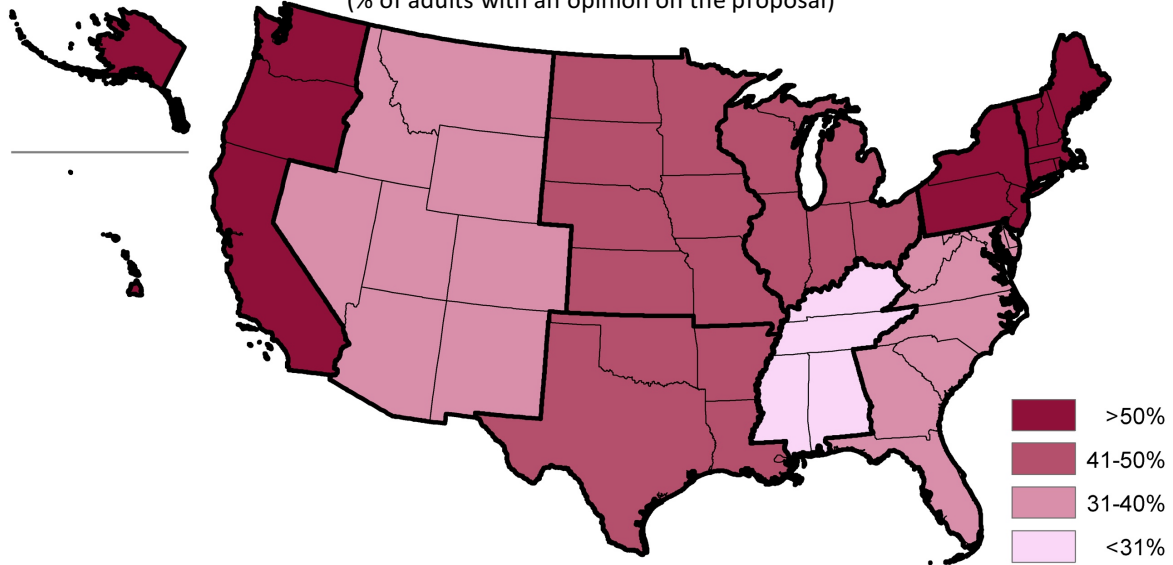 (% of adults with an opinion on the proposal)
>50%
41-50%
31-40%
<31%